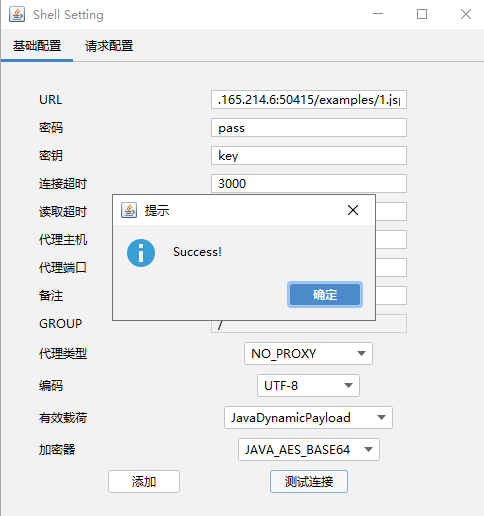 Shell Setting
基础配置 请求配置
URL .165.214.6:50415/examples/1.jsp
密码 pass
密钥 key
连接超时 3000
读取超时
提示
代理主机
Success!
代理端口
备注
确定
GROUP /
代理类型 NO_PROXY
编码 UTF-8
有效载荷 JavaDynamicPayload
加密器 JAVA_AES_BASE64
添加 测试连接